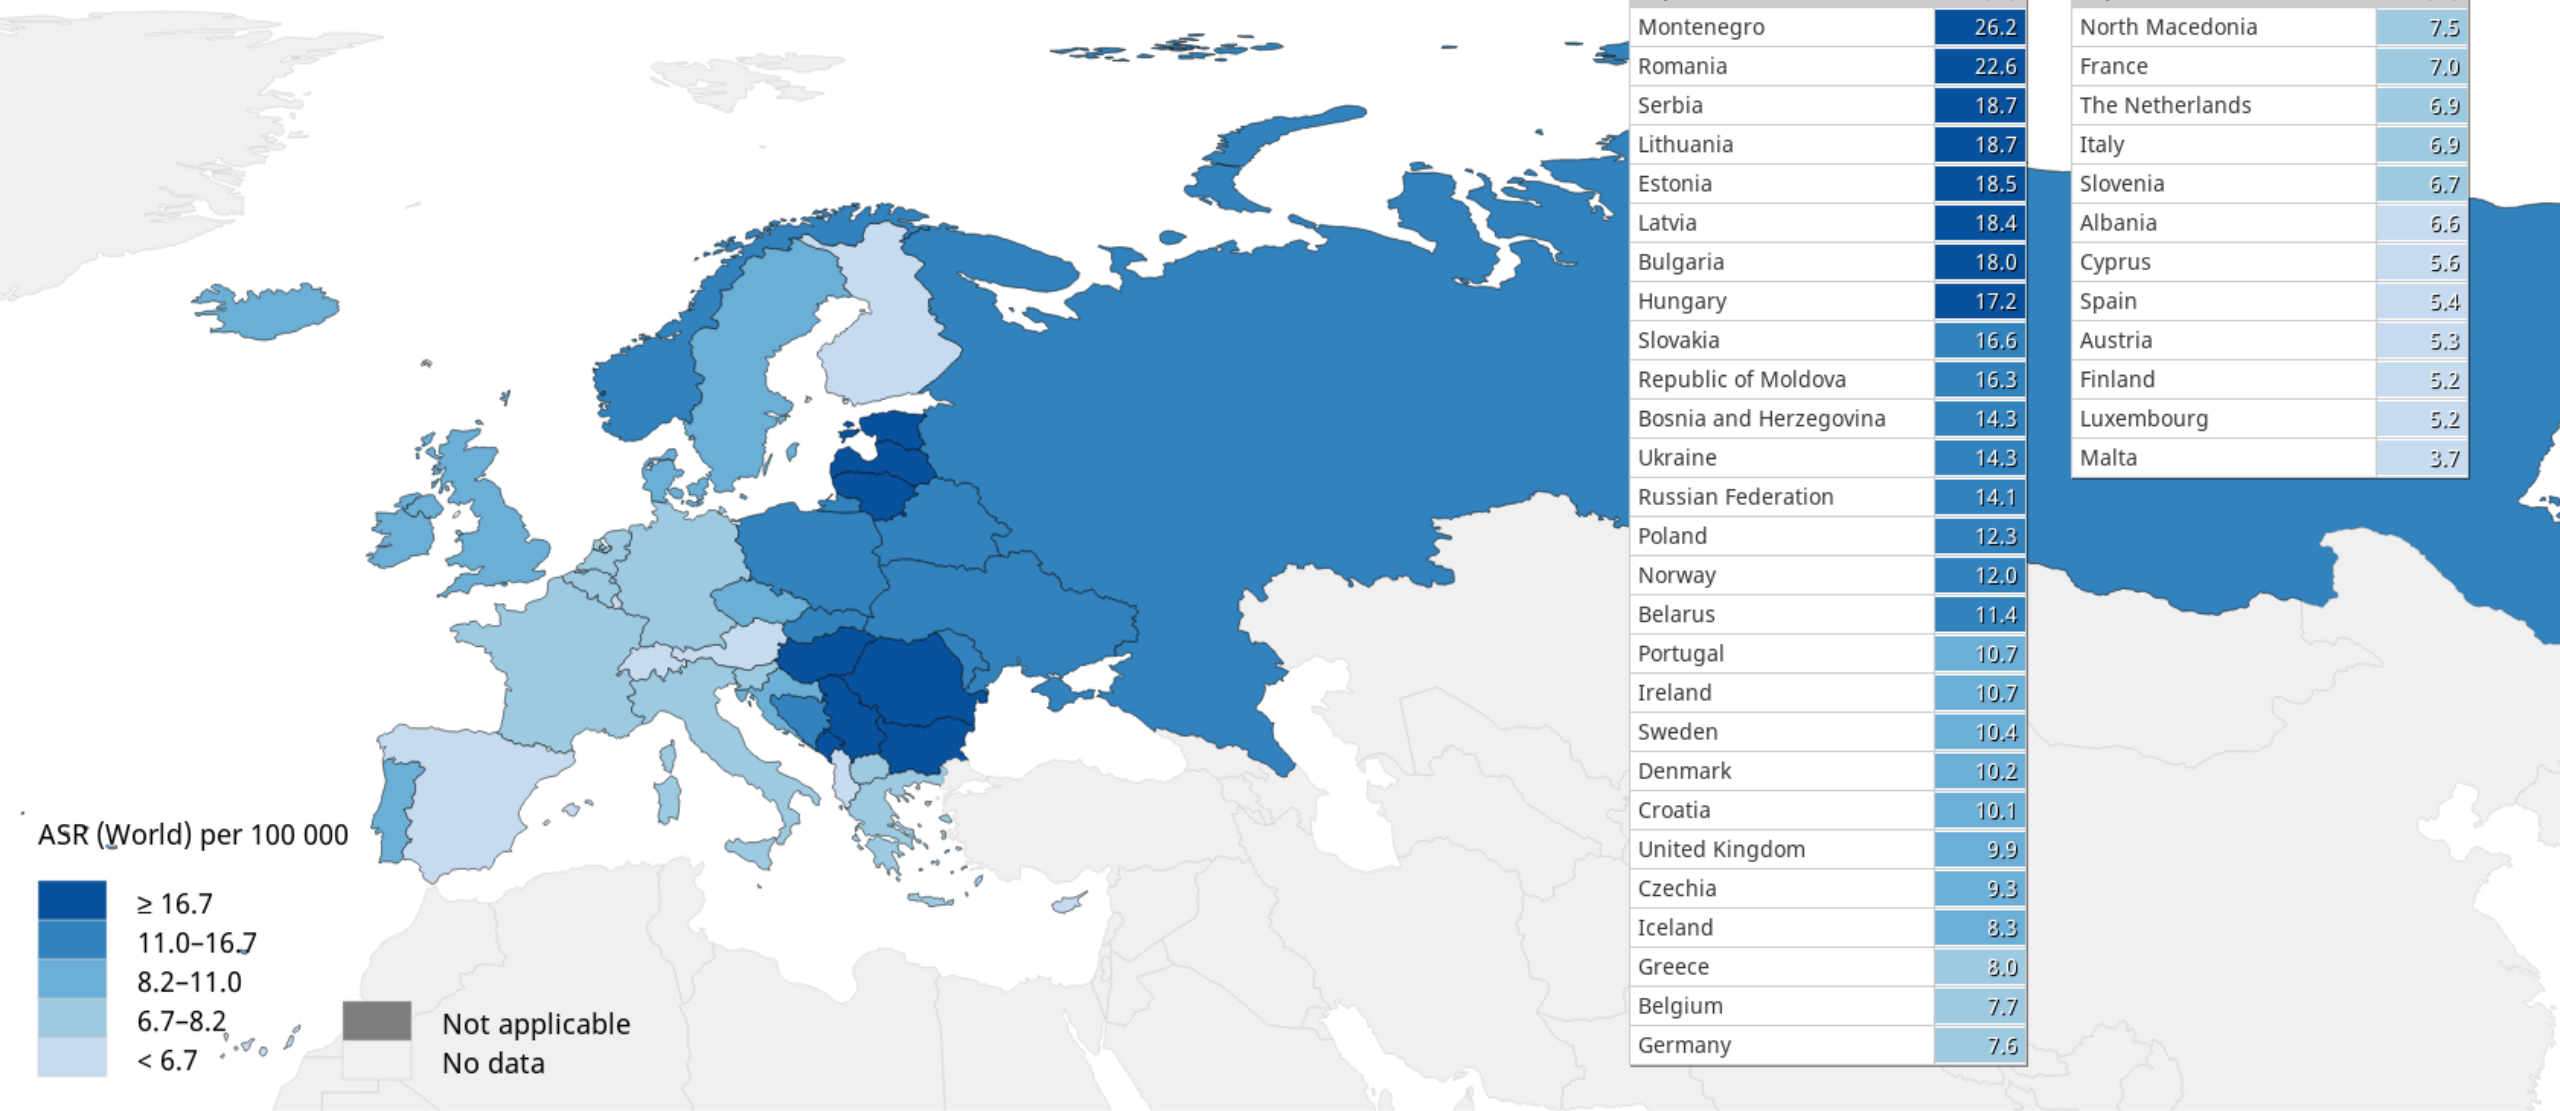 Montenegro 26.2
Romania 22.6
Serbia 18.7
Lithuania 18.7
Estonia 18.5
Latvia 18.4
Bulgaria 18.0
Hungary 17.2
Slovakia 16.6
Republic of Moldova 16.3
Bosnia and Herzegovina 14.3
Ukraine 14.3
Russian Federation 14.1
Poland 12.3
Norway 12.0
Belarus 11.4
Portugal 10.7
Ireland 10.7
Sweden 10.4
Denmark 10.2
Croatia 10.1
United Kingdom 9.9
Czechia 9.3
Iceland 8.3
Greece 8.0
Belgium 7.7
Germany 7.6
North Macedonia 7.5
France 7.0
The Netherlands 6.9
Italy 6.9
Slovenia 6.7
Albania 6.6
Cyprus 5.6
Spain 5.4
Austria 5.3
Finland 5.2
Luxembourg 5.2
Malta 3.7
ASR (World) per 100 000
≥ 16.7
11.0–16.7
8.2–11.0
6.7–8.2
< 6.7
Not applicable
No data